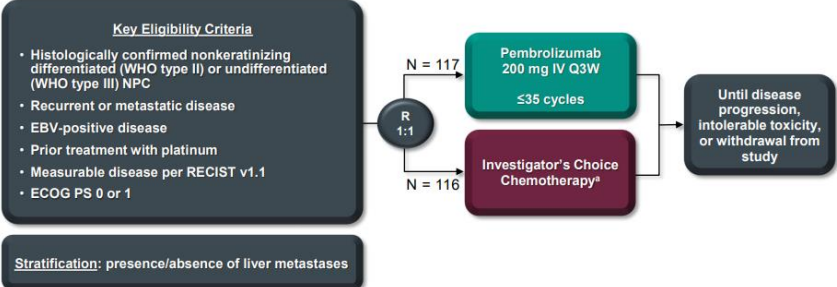 Key Eligibility Criteria
• Histologically confirmed nonkeratinizing
differentiated (WHO type II) or undifferentiated
(WHO type III) NPC
• Recurrent or metastatic disease
• EBV-positive disease
• Prior treatment with platinum
• Measurable disease per RECIST v1.1
• ECOG PS 0 or 1
Stratification: presence/absence of liver metastases
R
1:1
N = 117
N = 116
Pembrolizumab
200 mg IV Q3W
≤35 cycles
Investigator's Choice
Chemotherapyᵃ
Until disease
progression,
intolerable toxicity,
or withdrawal from
study